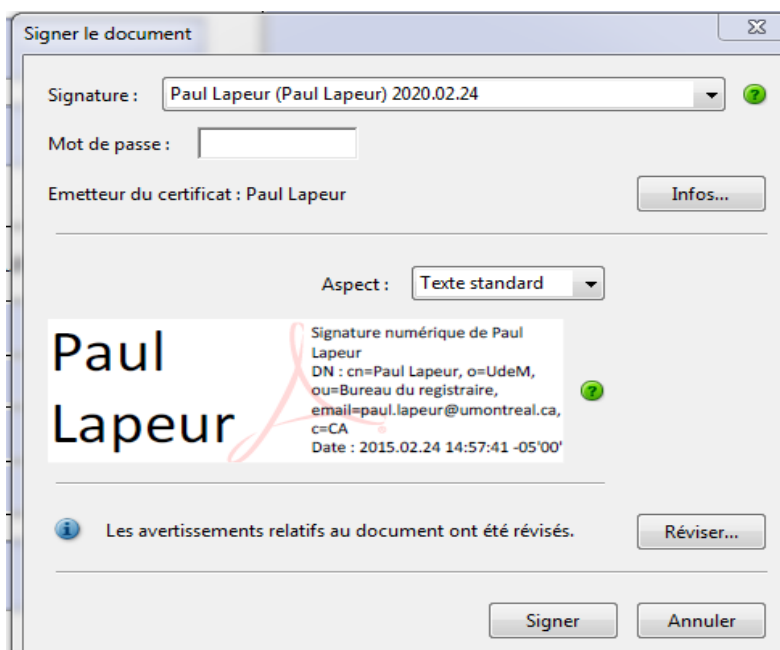 Signer le document
Signature : Paul Lapeur (Paul Lapeur) 2020.02.24
Mot de passe :
Emetteur du certificat : Paul Lapeur Infos...
Aspect : Texte standard
Paul
Lapeur
Signature numérique de Paul
Lapeur
DN : cn=Paul Lapeur, o=UdeM,
ou=Bureau du registraire,
email=paul.lapeur@umontreal.ca,
c=CA
Date : 2015.02.24 14:57:41 -05'00'
Les avertissements relatifs au document ont été révisés. Réviser...
Signer Annuler